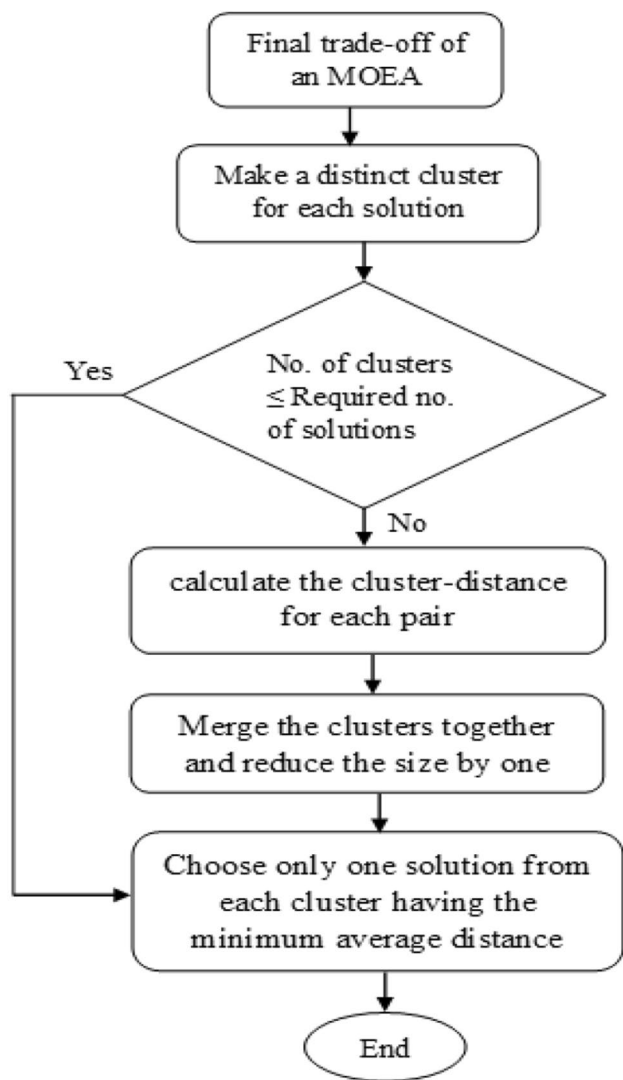 Final trade-off of
an MOEA
Make a distinct cluster
for each solution
No. of clusters
≤ Required no.
of solutions
Yes
No
calculate the cluster-distance
for each pair
Merge the clusters together
and reduce the size by one
Choose only one solution from
each cluster having the
minimum average distance
End